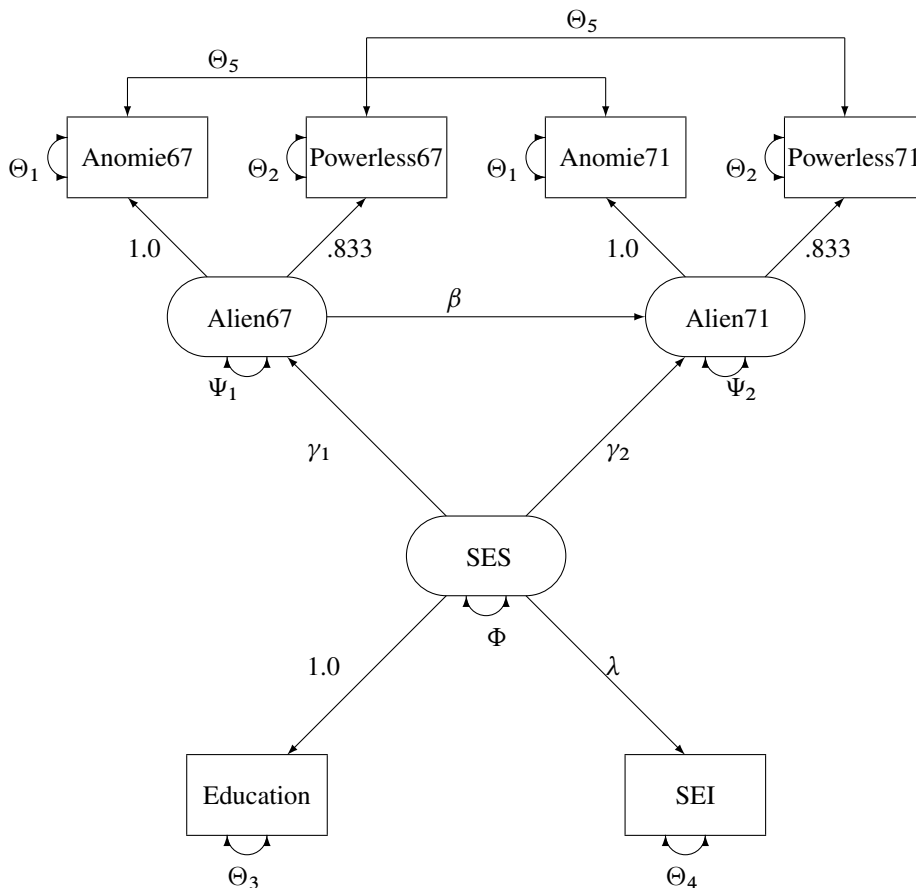 Θ5
Θ5
Θ1 Anomie67 Θ2 Powerless67 Θ1 Anomie71 Θ2 Powerless71
1.0 .833 1.0 .833
Alien67 β Alien71
Ψ1 Ψ2
γ1 γ2
SES
Φ
1.0 λ
Education SEI
Θ3 Θ4